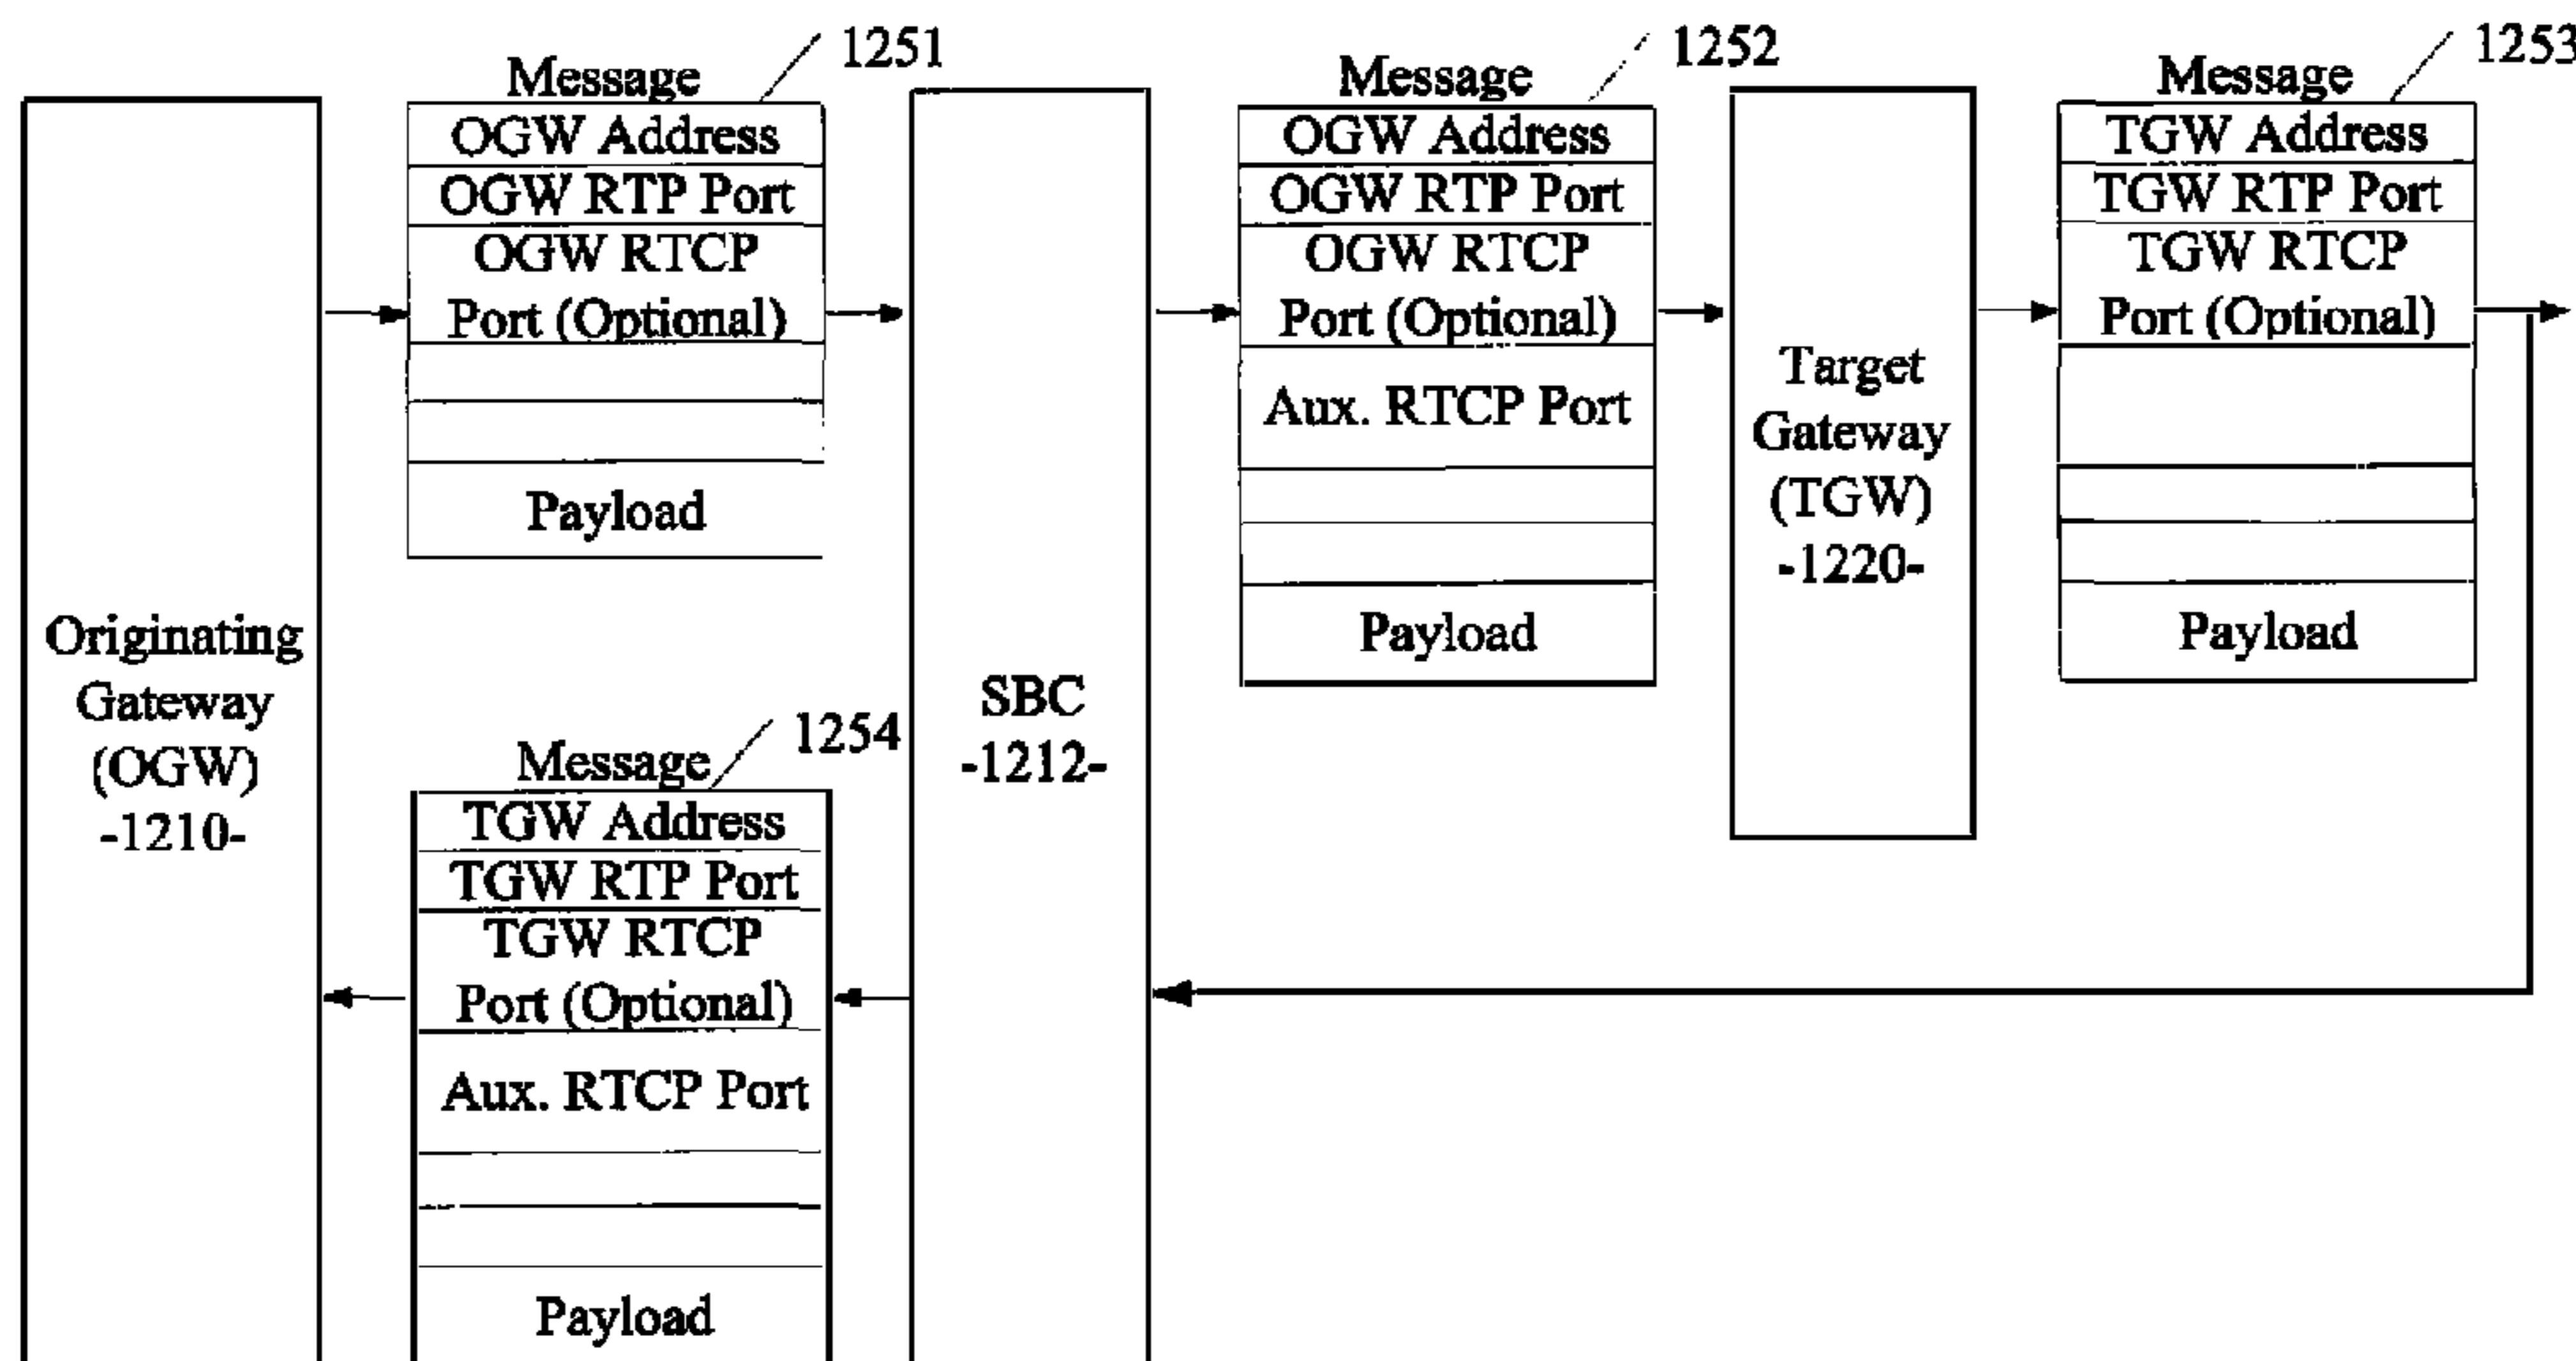 Originating
Gateway
(OGW)
-1210-
Message
1251
OGW Address
OGW RTP Port
OGW RTCP
Port (Optional)
Payload
Message
1254
TGW Address
TGW RTP Port
TGW RTCP
Port (Optional)
Aux. RTCP Port
Payload
SBC
-1212-
Message
1252
OGW Address
OGW RTP Port
OGW RTCP
Port (Optional)
Aux. RTCP Port
Payload
Target
Gateway
(TGW)
-1220-
Message
1253
TGW Address
TGW RTP Port
TGW RTCP
Port (Optional)
Payload